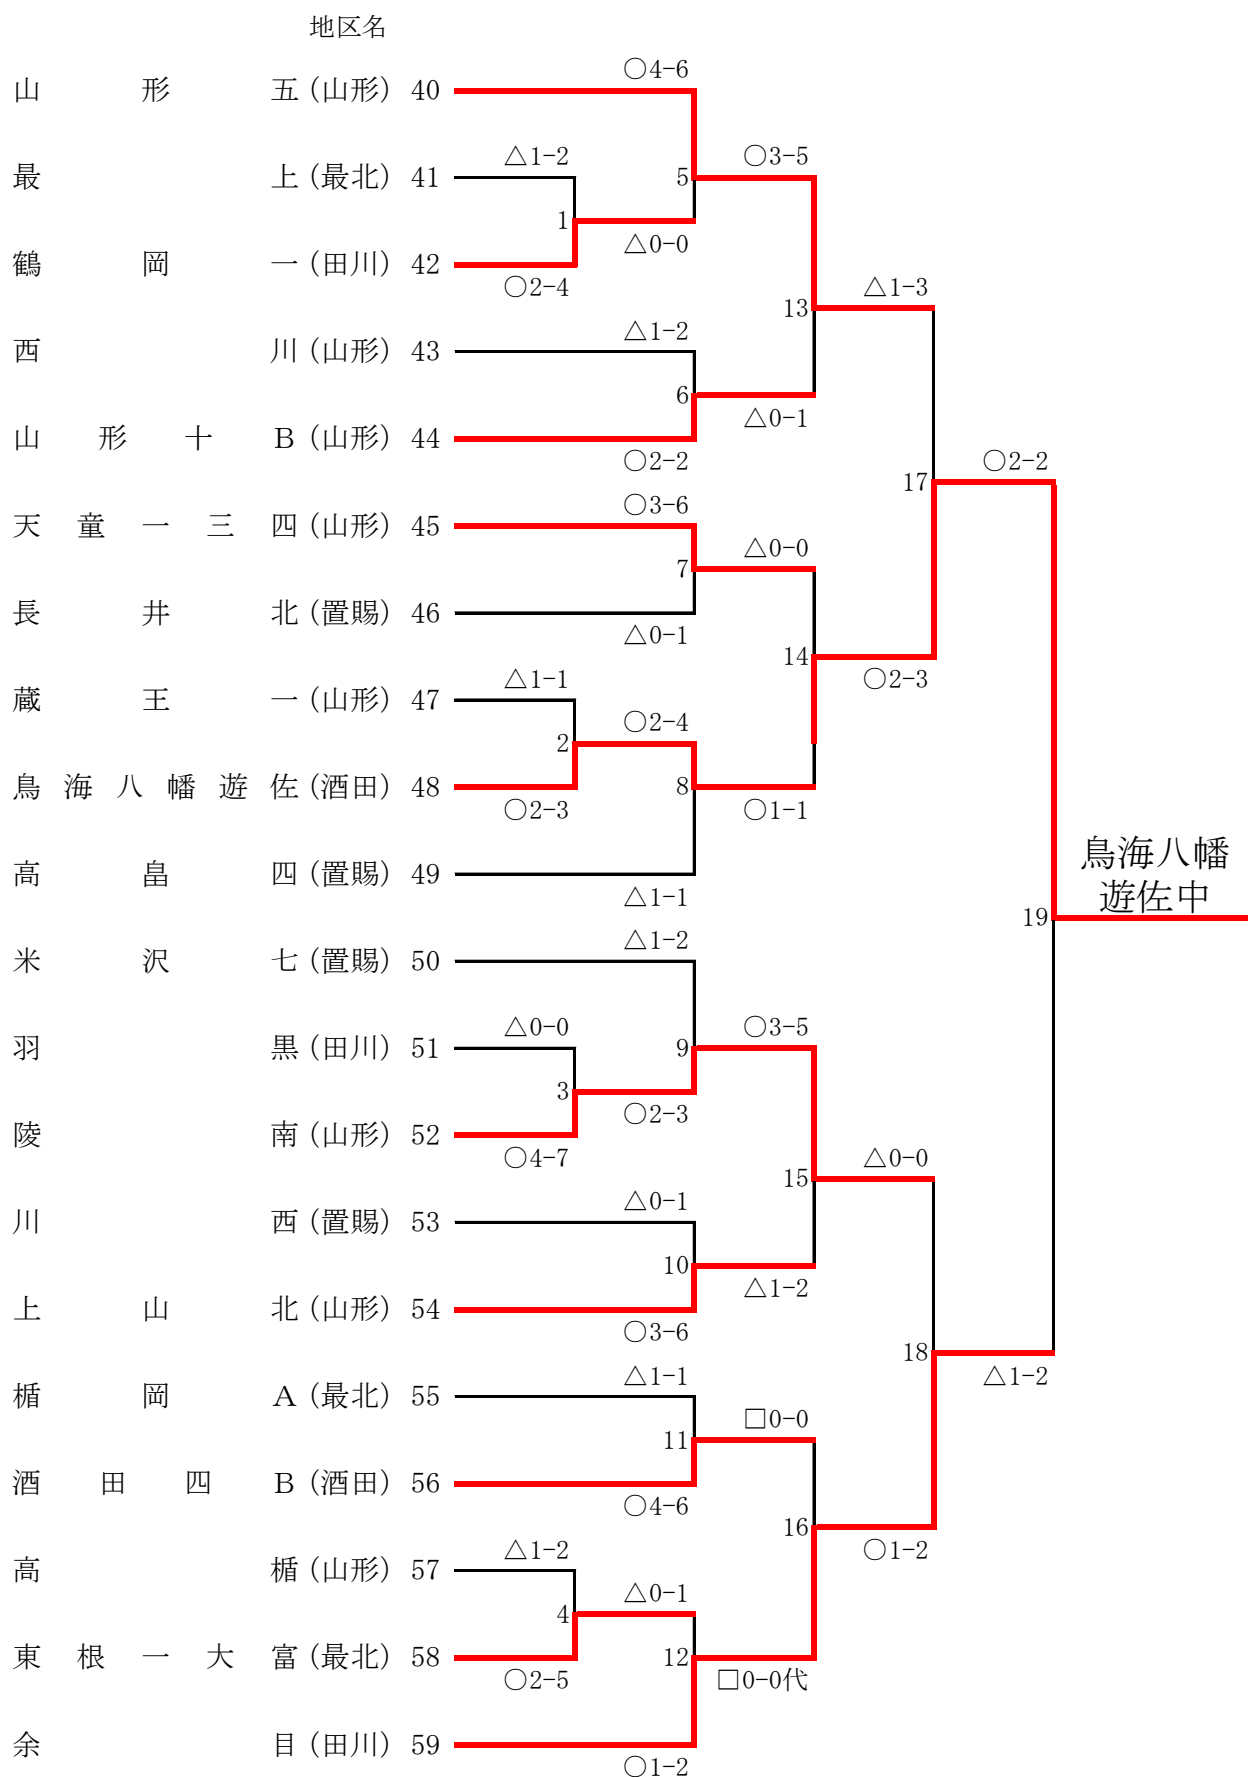 地区名
○4-6
山形五(山形) 40
△1-2
○3-5
最上(最北) 41
5
1
△0-0
鶴岡一(田川) 42
○2-4
△1-3
13
△1-2
西川(山形) 43
6
△0-1
山形十B(山形) 44
○2-2
○2-2
17
○3-6
天童一三四(山形) 45
△0-0
7
長井北(置賜) 46
△0-1
14
○2-3
△1-1
蔵王一(山形) 47
○2-4
2
鳥海八幡遊佐(酒田) 48
8
○2-3
○1-1
鳥海八幡
高畠四(置賜) 49
△1-1
遊佐中
19
△1-2
米沢七(置賜) 50
△0-0
○3-5
羽黒(田川) 51
9
3
○2-3
陵南(山形) 52
○4-7
△0-0
15
△0-1
川西(置賜) 53
10
△1-2
上山北(山形) 54
○3-6
18
△1-2
△1-1
楯岡A(最北) 55
□0-0
11
酒田四B(酒田) 56
○4-6
16
△1-2
○1-2
高楯(山形) 57
△0-1
4
東根一大富(最北) 58
12
○2-5
□0-0代
余目(田川) 59
○1-2